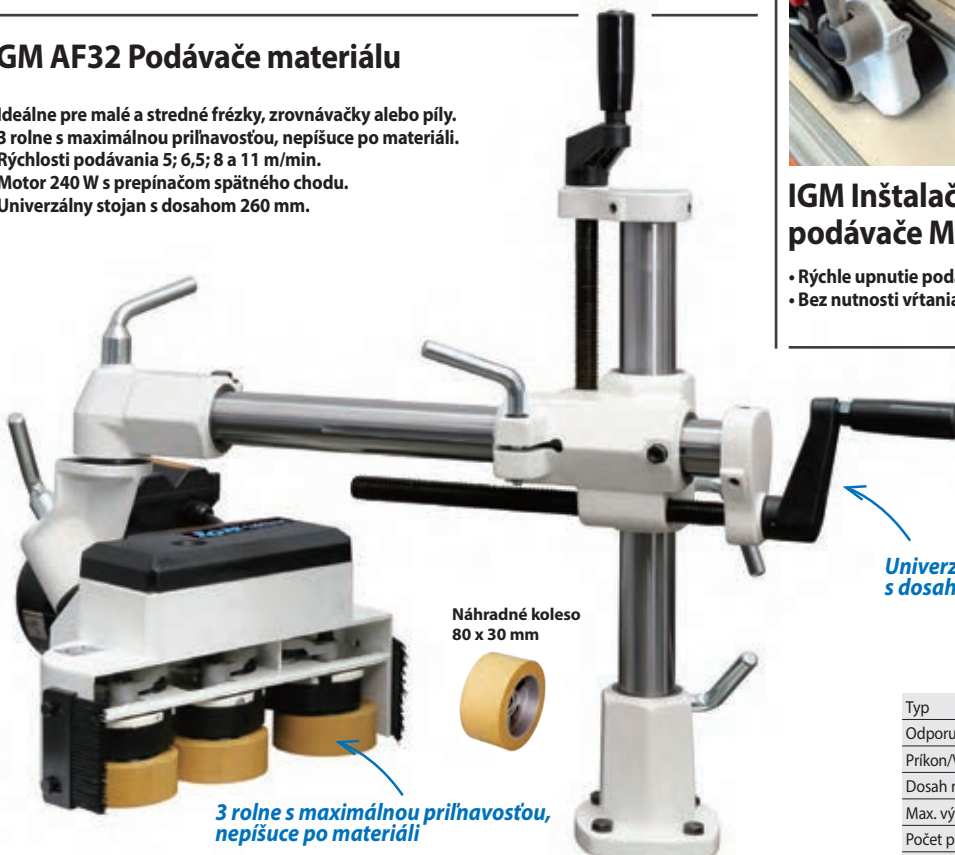 GM AF32 Podávače materiálu
Ideálne pre malé a stredné frézky, zrovnávačky alebo píly.
3 rolne s maximálnou priľnavosťou, nepíšuce po materiáli.
Rýchlosti podávania 5; 6,5; 8 a 11 m/min.
Motor 240 W s prepínačom spätného chodu.
Univerzálny stojan s dosahom 260 mm.
IGM Inštalač
podávače M
• Rýchle upnutie pod
• Bez nutnosti vŕtania
Univerz
s dosah
Náhradné koleso
80 x 30 mm
3 rolne s maximálnou priľnavosťou,
nepíšuce po materiáli
Typ
Odporu
Príkon/
Dosah
Max. vý
Počet p